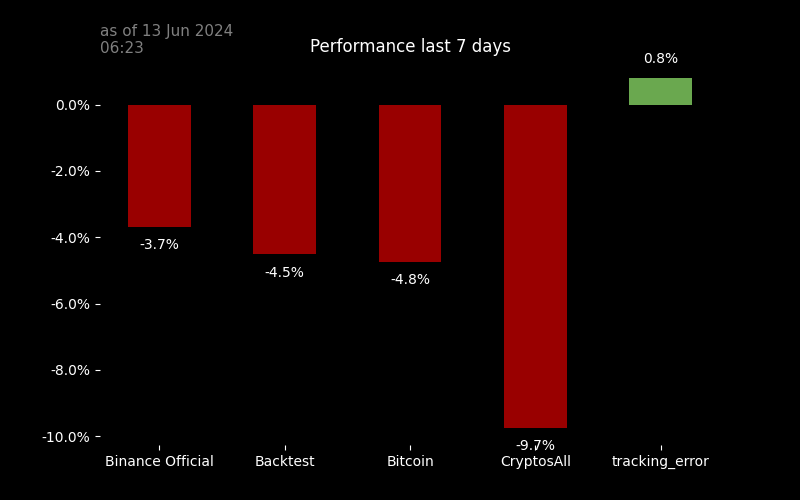 as of 13 Jun 2024
06:23
Performance last 7 days
0.8%
0.0%
-2.0%
-4.0%
-6.0%
-8.0%
-10.0%
-3.7%
-4.5%
-4.8%
-9.7%
Binance Official
Backtest
Bitcoin
CryptosAll
tracking_error